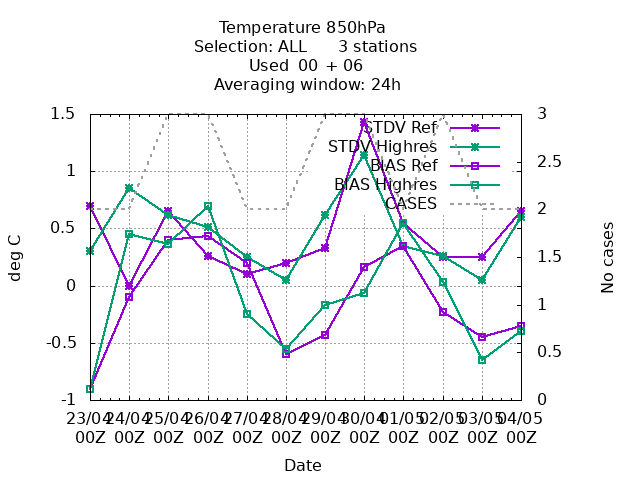 Temperature 850hPa
Selection: ALL      3 stations
Used  00 + 06
Averaging window: 24h
STDV Ref
STDV Highres
BIAS Ref
BIAS Highres
CASES
1.5
1
0.5
0
-0.5
-1
deg C
3
2.5
2
1.5
1
0.5
0
No cases
23/04 24/04 25/04 26/04 27/04 28/04 29/04 30/04 01/05 02/05 03/05 04/05
00Z 00Z 00Z 00Z 00Z 00Z 00Z 00Z 00Z 00Z 00Z 00Z
Date